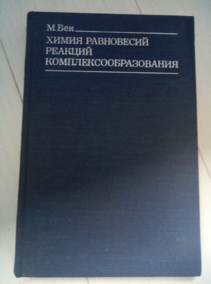 М.Бек
ХИМИЯ РАВНОВЕСИЙ
РЕАКЦИЙ
КОМПЛЕКСООБРАЗОВАНИЯ